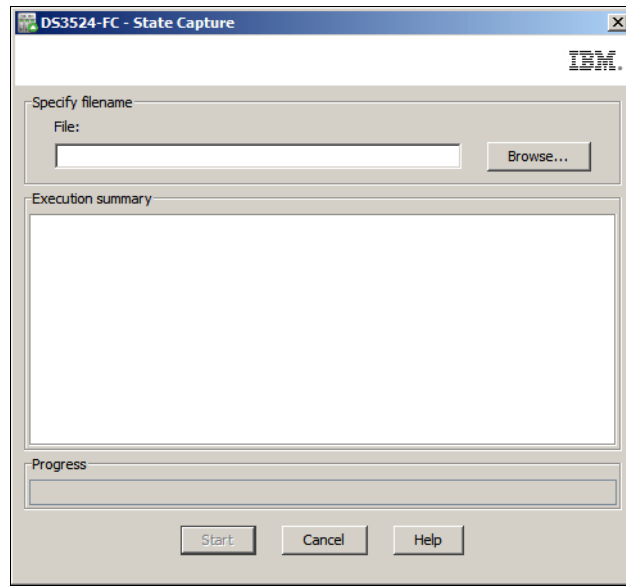 DS3524-FC - State Capture
IBM.
Specify filename
File:
Browse...
Execution summary
Progress
Start Cancel Help